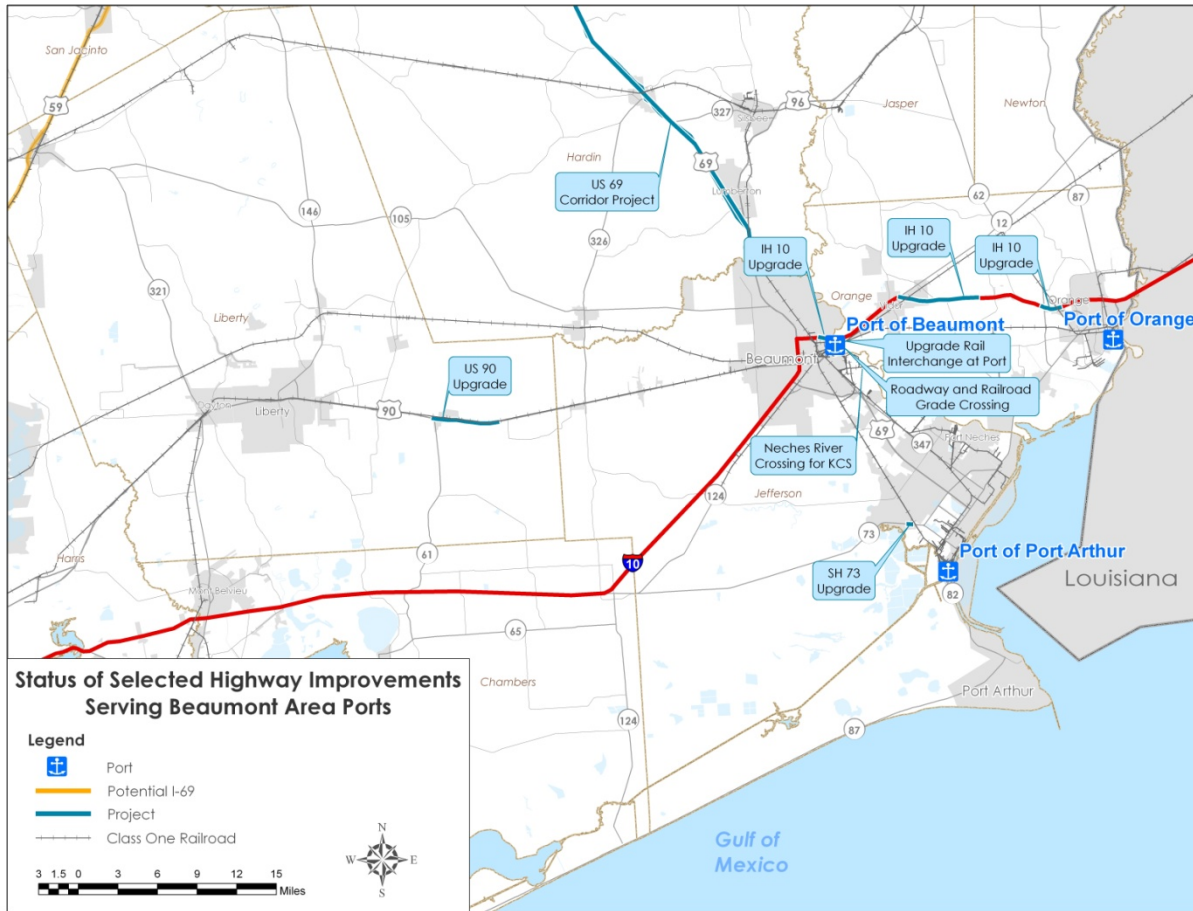 San Jacinto
59
327
96
Silsbee
Jasper
Newton
Hardin
69
Lumberton
US 69
Corridor Project
62
87
12
146
105
326
IH 10
Upgrade
IH 10
Upgrade
IH 10
Upgrade
321
Liberty
Orange
Vidor
Orange
Port of Beaumont
Port of Orange
Beaumont
Upgrade Rail
Interchange at Port
US 90
Upgrade
Roadway and Railroad
Grade Crossing
Dayton
Liberty
90
69
347
Port Neches
Neches River
Crossing for KCS
124
Jefferson
73
Harris
61
10
Port of Port Arthur
SH 73
Upgrade
Louisiana
82
Mont Belvieu
65
Chambers
Port Arthur
124
87
Status of Selected Highway Improvements
Serving Beaumont Area Ports
Legend
Port
Potential I-69
Project
Class One Railroad
N
W E
S
3 1.5 0 3 6 9 12 15
Miles
Gulf of
Mexico